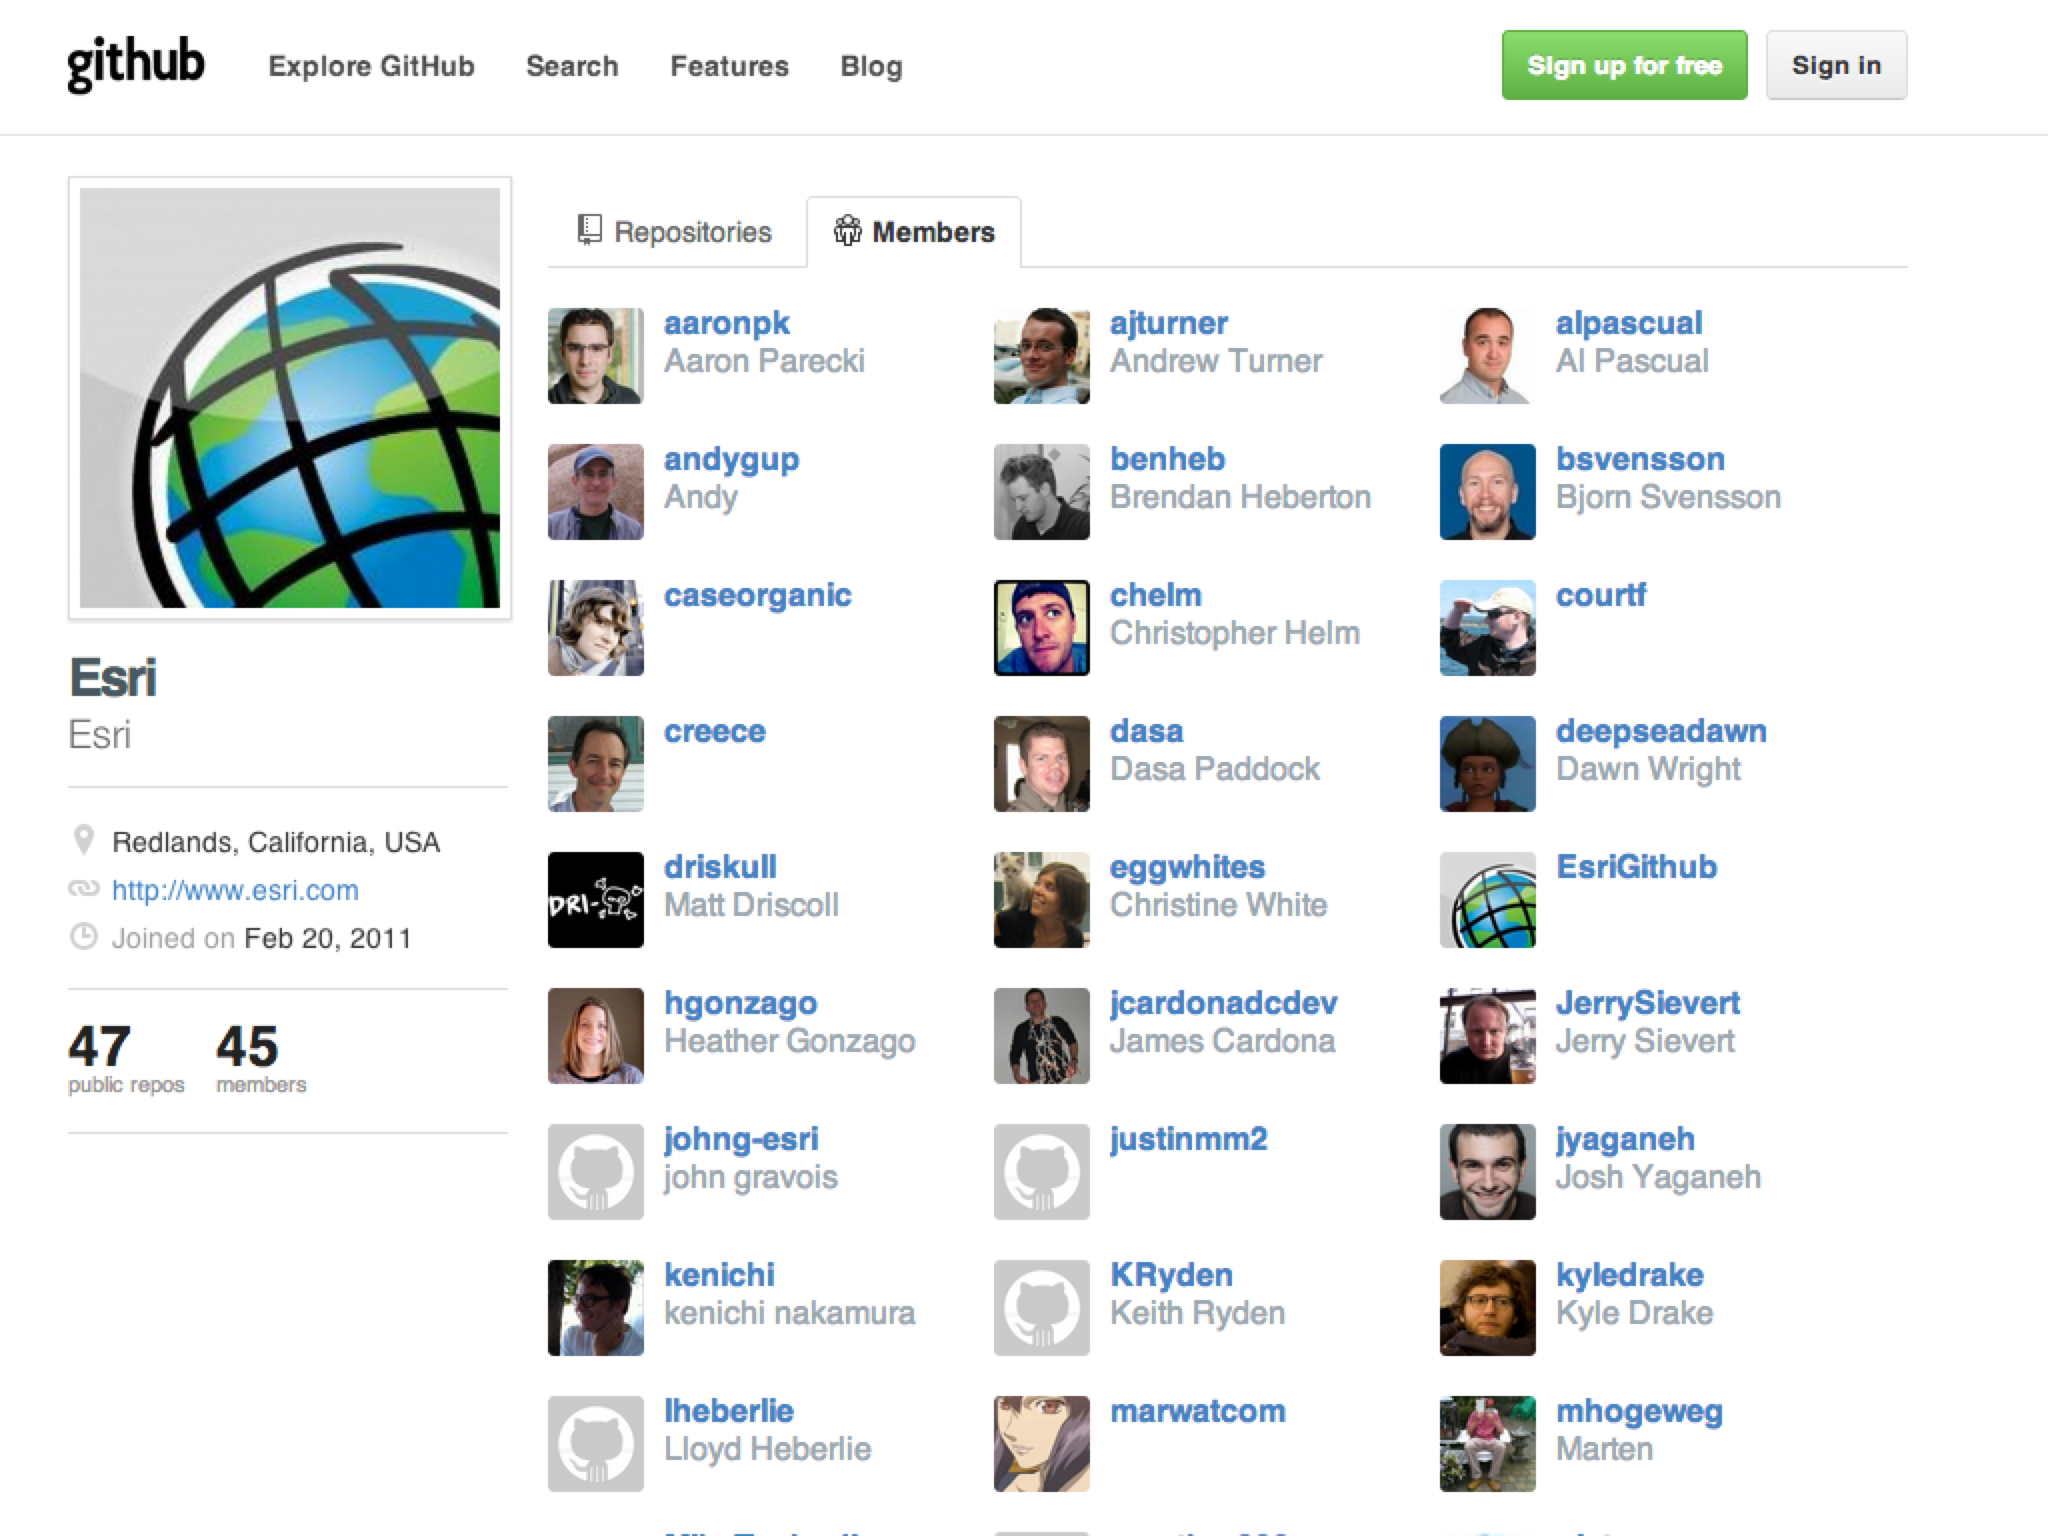 github
Explore GitHub Search Features Blog
Sign up for free Sign in
Esri
Esri
Redlands, California, USA
http://www.esri.com
Joined on Feb 20, 2011
47 45
public repos members
Repositories Members
aaronpk ajturner alpascual
Aaron Parecki Andrew Turner Al Pascual
andygup benheb bsvensson
Andy Brendan Heberton Bjorn Svensson
caseorganic chelm courtf
Christopher Helm
creece dasa deepseadawn
Dasa Paddock Dawn Wright
DRI-
driskull eggwhites EsriGithub
Matt Driscoll Christine White
hgonzago jcardonadcdev JerrySievert
Heather Gonzago James Cardona Jerry Sievert
johng-esri justinmm2 jyaganeh
john gravois Josh Yaganeh
kenichi KRyden kyledrake
kenichi nakamura Keith Ryden Kyle Drake
lheberlie marwatcom mhogeweg
Lloyd Heberlie Marten